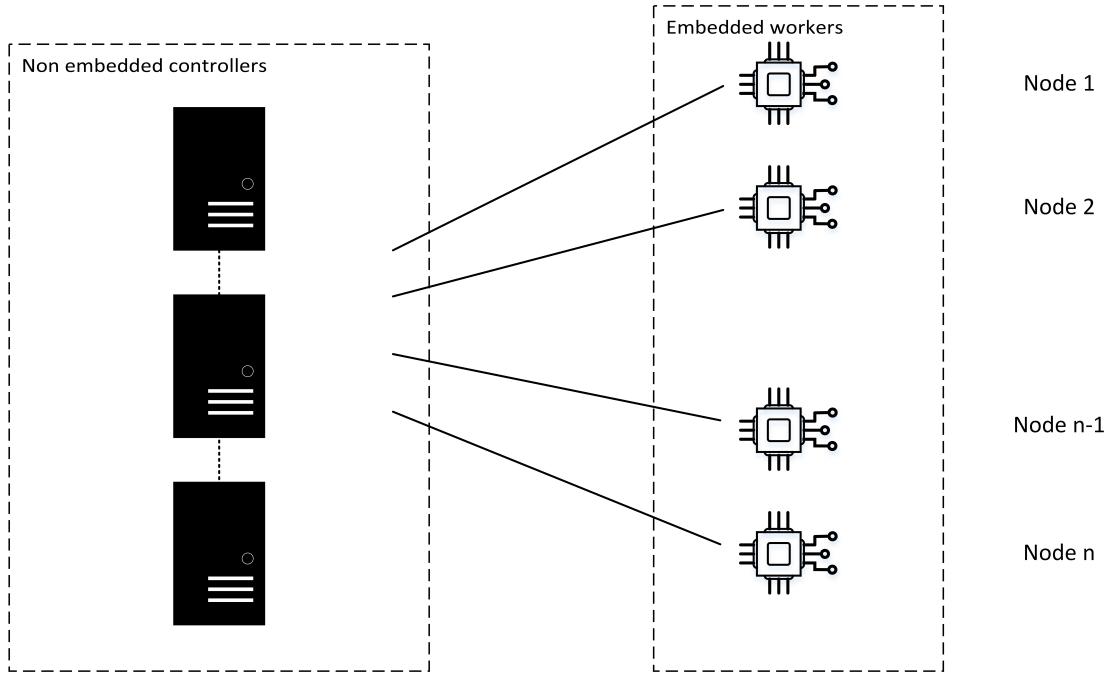 Non embedded controllers
Embedded workers
Node 1
Node 2
Node n-1
Node n